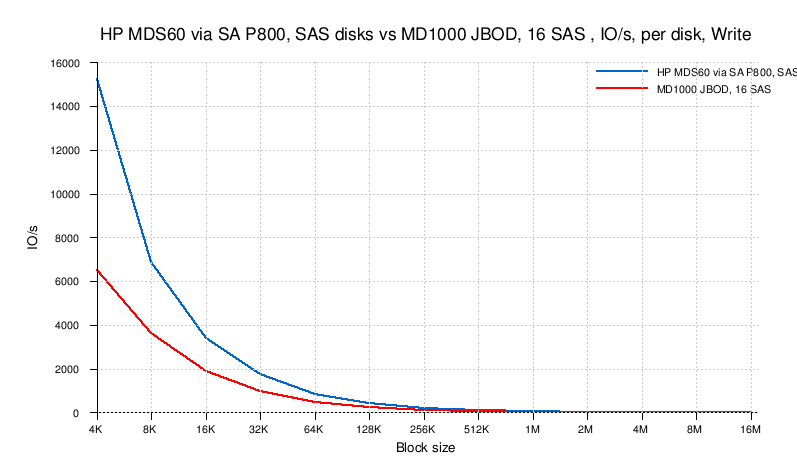 HP MDS60 via SA P800, SAS disks vs MD1000 JBOD, 16 SAS , IO/s, per disk, Write
HP MDS60 via SA P800, SAS
MD1000 JBOD, 16 SAS
16000
14000
12000
10000
8000
6000
4000
2000
0
IO/s
4K 8K 16K 32K 64K 128K 256K 512K 1M 2M 4M 8M 16M
Block size